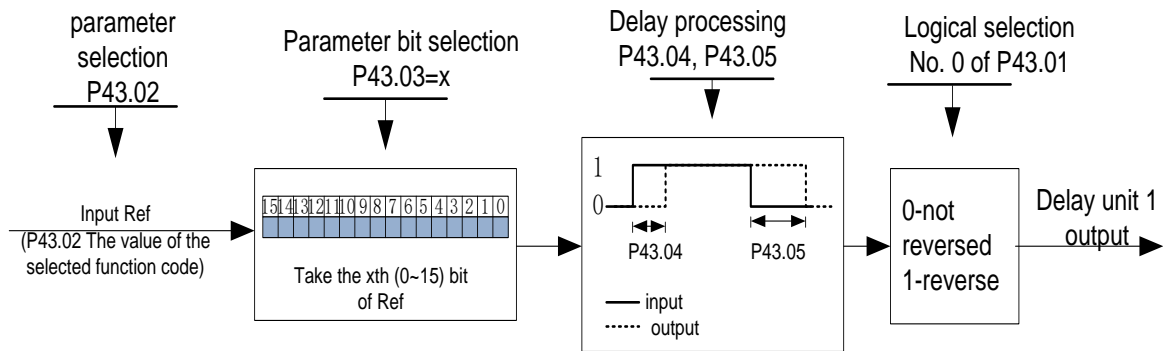 parameter
selection
P43.02
Parameter bit selection
P43.03=x
Delay processing
P43.04, P43.05
Logical selection
No. 0 of P43.01
Input Ref
(P43.02 The value of the
selected function code)
15 14 13 12 11 10 9 8 7 6 5 4 3 2 1 0
Take the xth (0~15) bit
of Ref
1
0
P43.04 P43.05
input
output
0-not
reversed
1-reverse
Delay unit 1
output